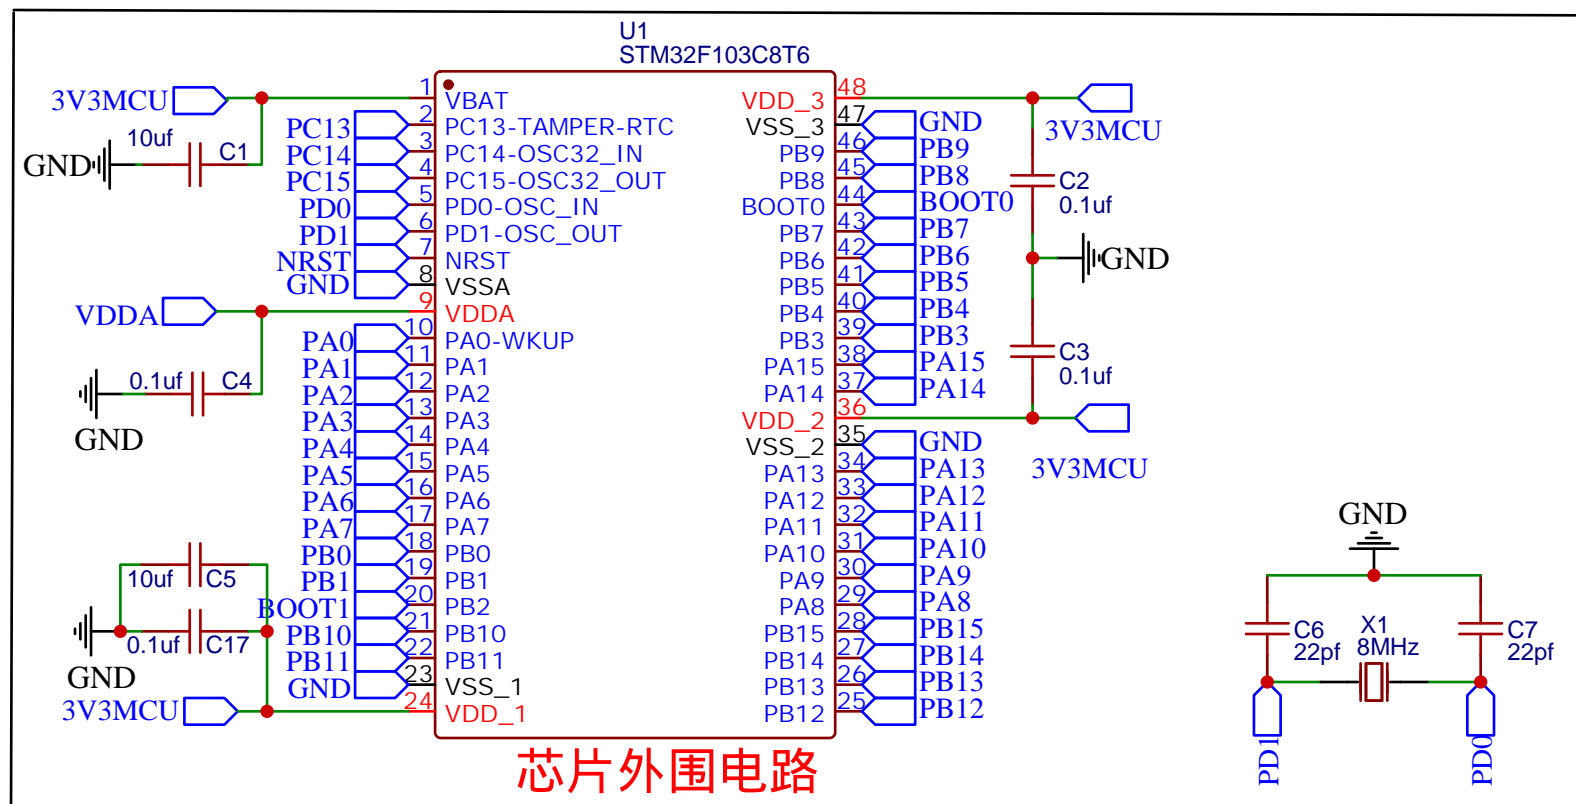 U1
STM32F103C8T6
3V3MCU
10uf
C1
GND
PC13
PC14
PC15
PD0
PD1
NRST
GND
VDDA
0.1uf
C4
GND
PA0
PA1
PA2
PA3
PA4
PA5
PA6
PA7
PB0
PB1
BOOT1
PB10
PB11
GND
10uf
C5
0.1uf
C17
GND
3V3MCU
1 VBAT
2 PC13-TAMPER-RTC
3 PC14-OSC32_IN
4 PC15-OSC32_OUT
5 PD0-OSC_IN
6 PD1-OSC_OUT
7 NRST
8 VSSA
9 VDDA
10 PA0-WKUP
11 PA1
12 PA2
13 PA3
14 PA4
15 PA5
16 PA6
17 PA7
18 PB0
19 PB1
20 PB2
21 PB10
22 PB11
23 VSS_1
24 VDD_1
VDD_3 48
VSS_3 47
PB9 46
PB8 45
BOOT0 44
PB7 43
PB6 42
PB5 41
PB4 40
PB3 39
PA15 38
PA14 37
VDD_2 36
VSS_2 35
PA13 34
PA12 33
PA11 32
PA10 31
PA9 30
PA8 29
PB15 28
PB14 27
PB13 26
PB12 25
GND
PB9
PB8
BOOT0
PB7
PB6
PB5
PB4
PB3
PA15
PA14
GND
PA13
PA12
PA11
PA10
PA9
PA8
PB15
PB14
PB13
PB12
3V3MCU
C2
0.1uf
GND
C3
0.1uf
3V3MCU
GND
C6
22pf
X1
8MHz
C7
22pf
PD1
PD0
芯片外围电路